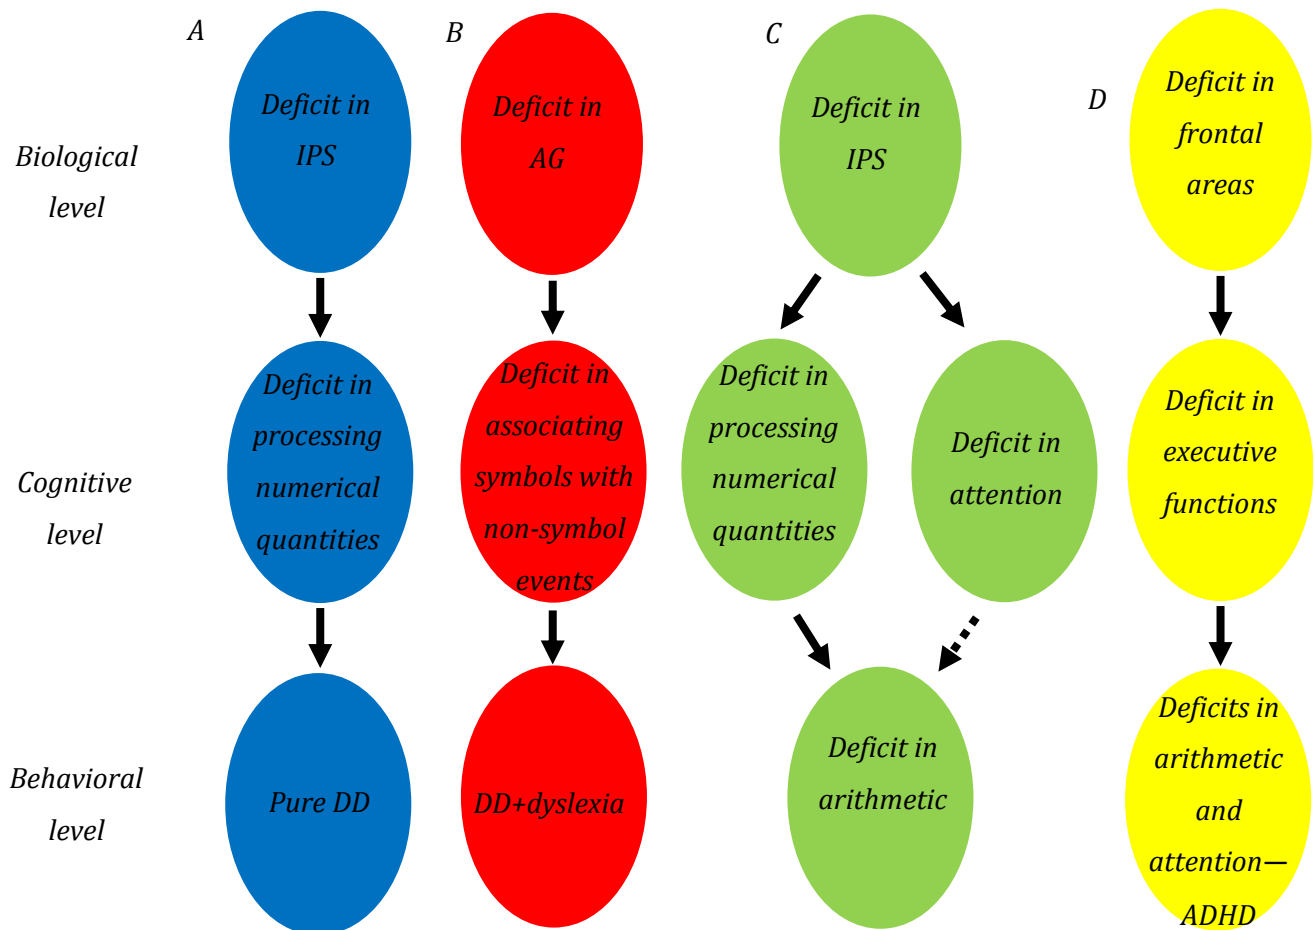 A
B
C
D
Biological
level
Deficit in
IPS
Deficit in
AG
Deficit in
IPS
Deficit in
frontal
areas
Cognitive
level
Deficit in
processing
numerical
quantities
Deficit in
associating
symbols with
non-symbol
events
Deficit in
processing
numerical
quantities
Deficit in
attention
Deficit in
executive
functions
Behavioral
level
Pure DD
DD+dyslexia
Deficit in
arithmetic
Deficits in
arithmetic
and
attention—
ADHD